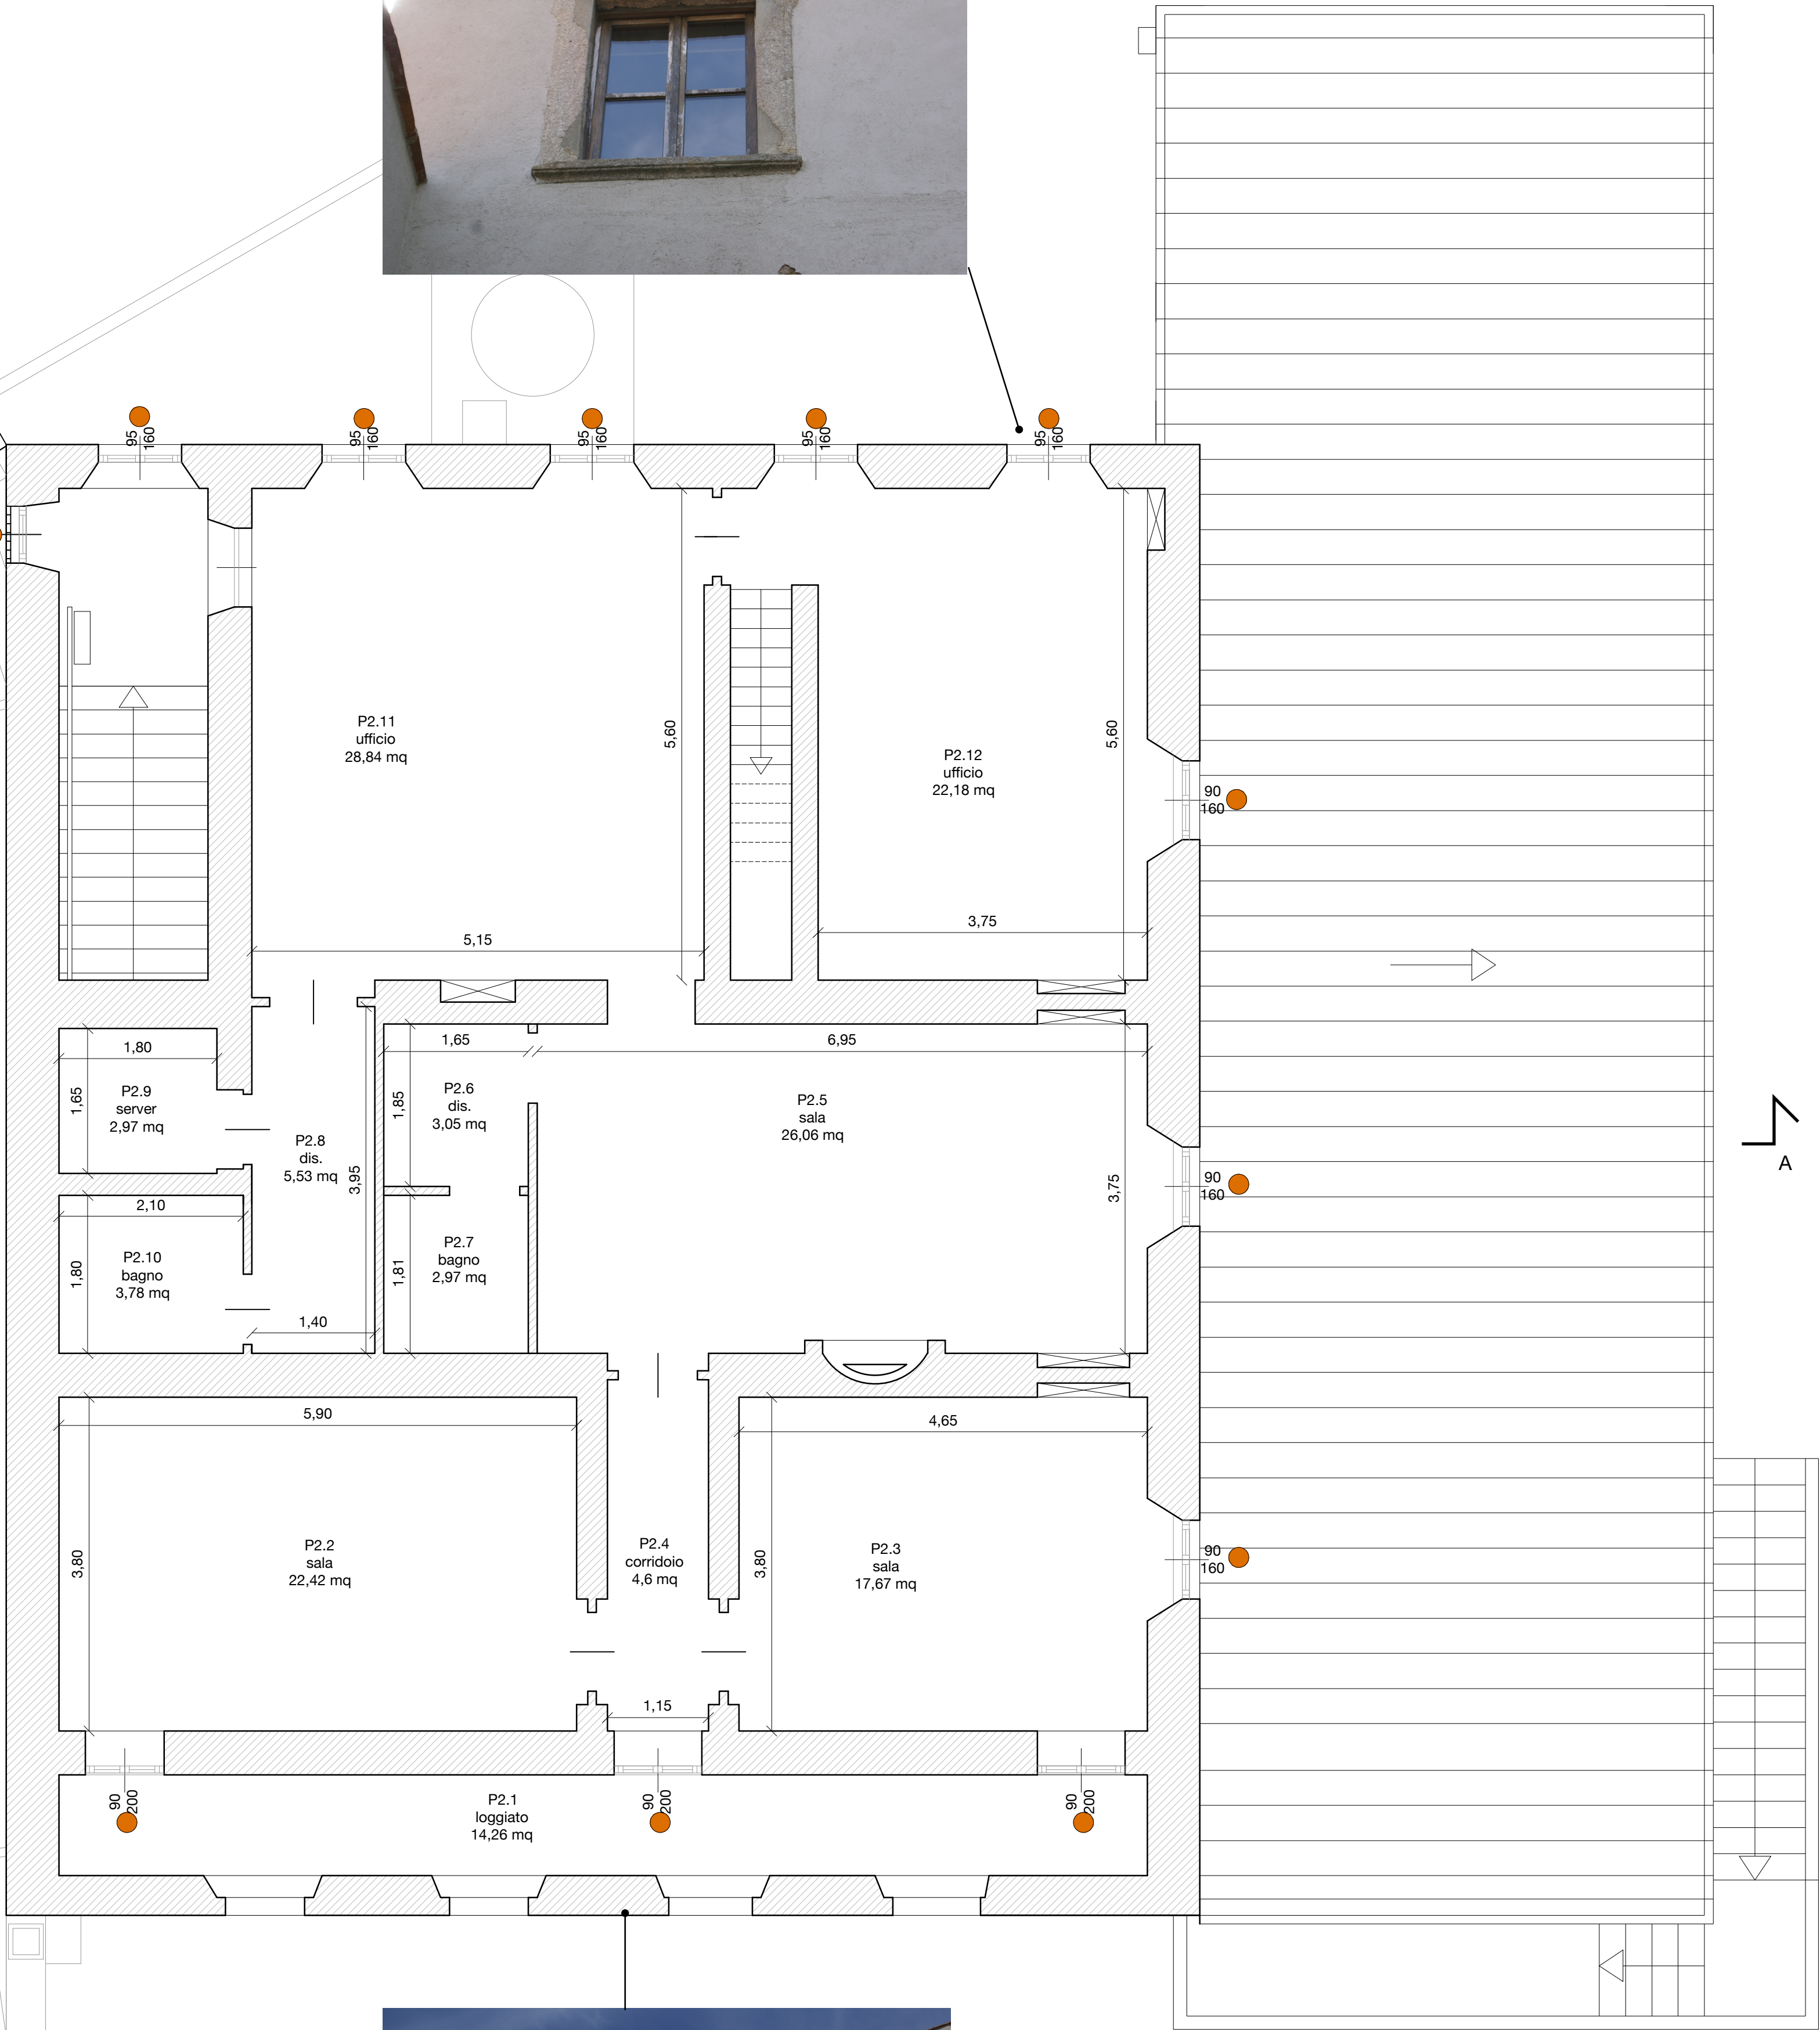 95
160
95
160
95
160
95
160
95
160
P2.11
ufficio
28,84 mq
5,60
P2.12
ufficio
22,18 mq
5,60
90
160
3,75
5,15
1,80
1,65
P2.9
server
2,97 mq
P2.8
dis.
5,53 mq
3,95
1,65
6,95
1,85
P2.6
dis.
3,05 mq
P2.5
sala
26,06 mq
3,75
90
160
A
2,10
1,80
P2.10
bagno
3,78 mq
1,81
P2.7
bagno
2,97 mq
1,40
5,90
4,65
3,80
P2.2
sala
22,42 mq
P2.4
corridoio
4,6 mq
3,80
P2.3
sala
17,67 mq
90
160
1,15
90
200
P2.1
loggiato
14,26 mq
90
200
90
200